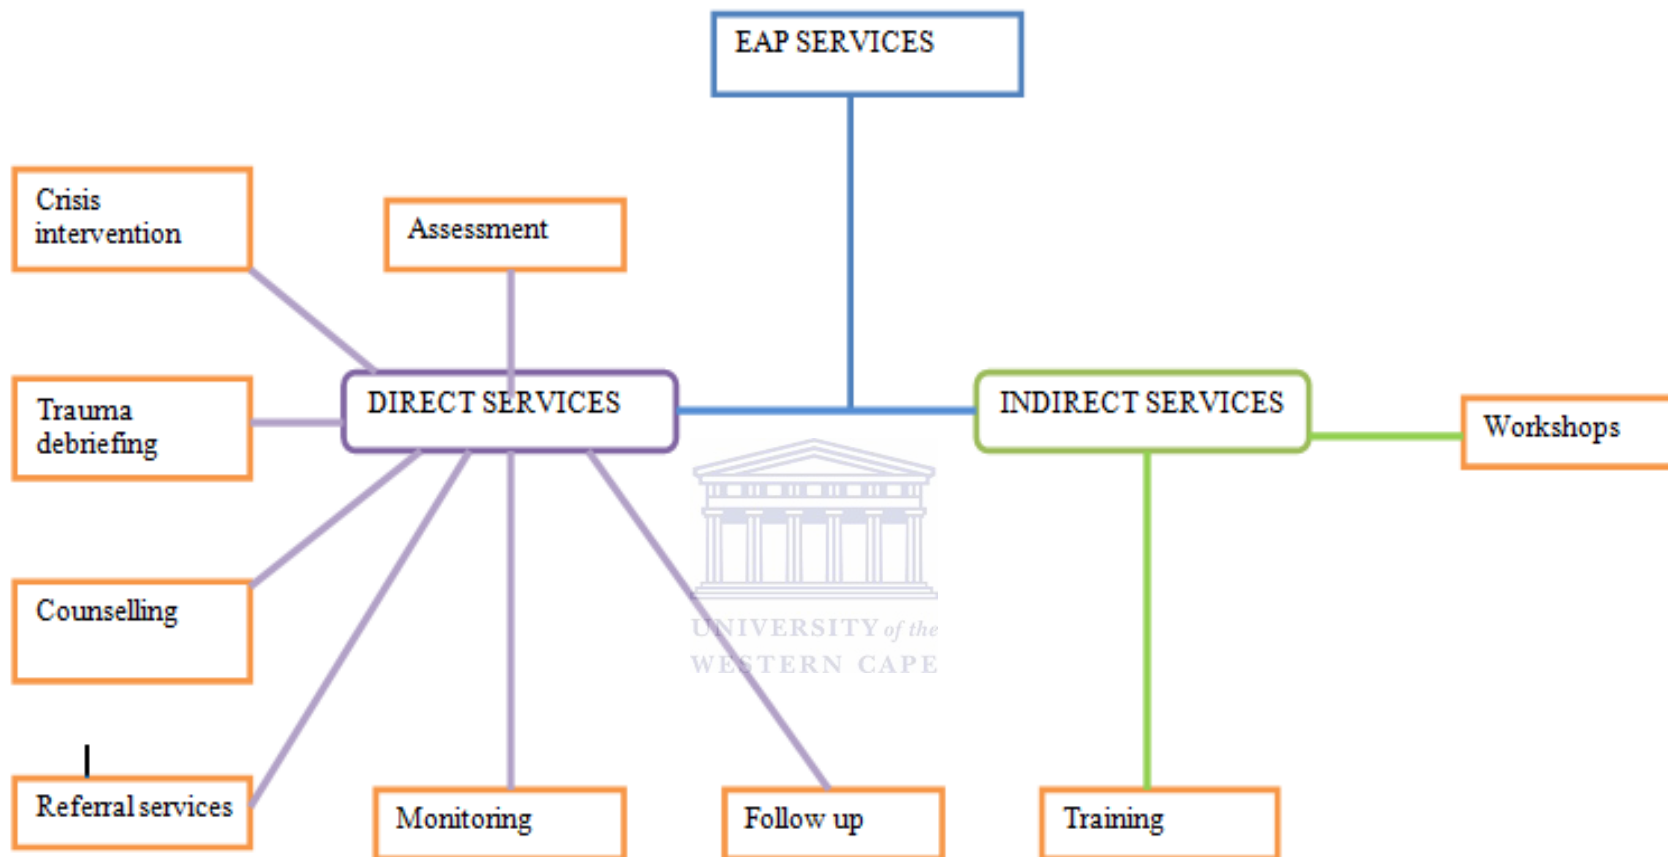 EAP SERVICES
Crisis
intervention
Assessment
Trauma
debriefing
DIRECT SERVICES
INDIRECT SERVICES
Workshops
Counselling
UNIVERSITY of the
WESTERN CAPE
Referral services
Monitoring
Follow up
Training